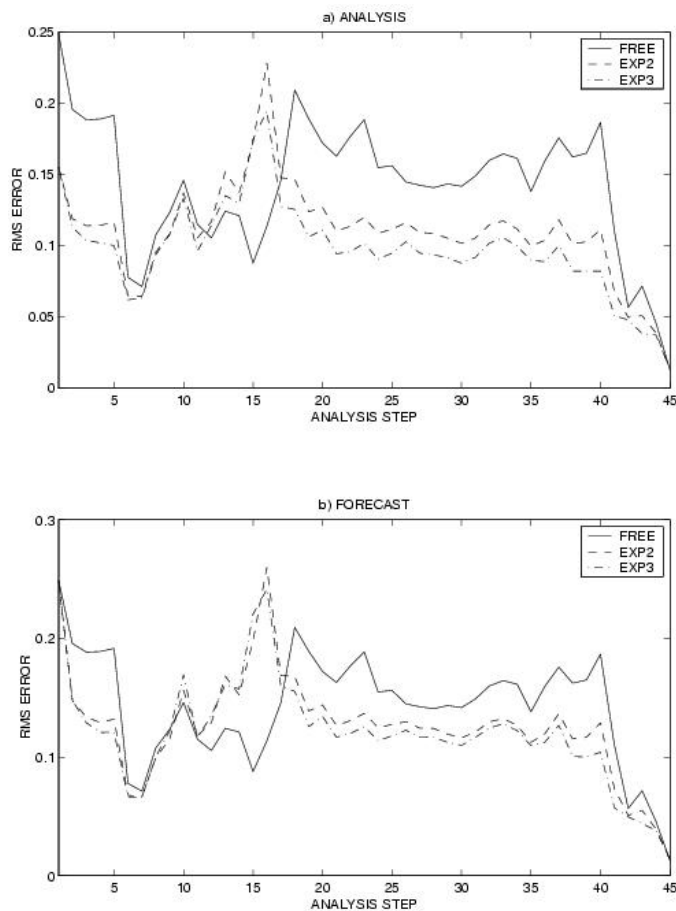 a) ANALYSIS
0.25
0.2
0.15
0.1
0.05
0
RMS ERROR
FREE
EXP2
EXP3
5 10 15 20 25 30 35 40 45
ANALYSIS STEP
b) FORECAST
0.3
0.2
0.1
0
RMS ERROR
FREE
EXP2
EXP3
5 10 15 20 25 30 35 40 45
ANALYSIS STEP